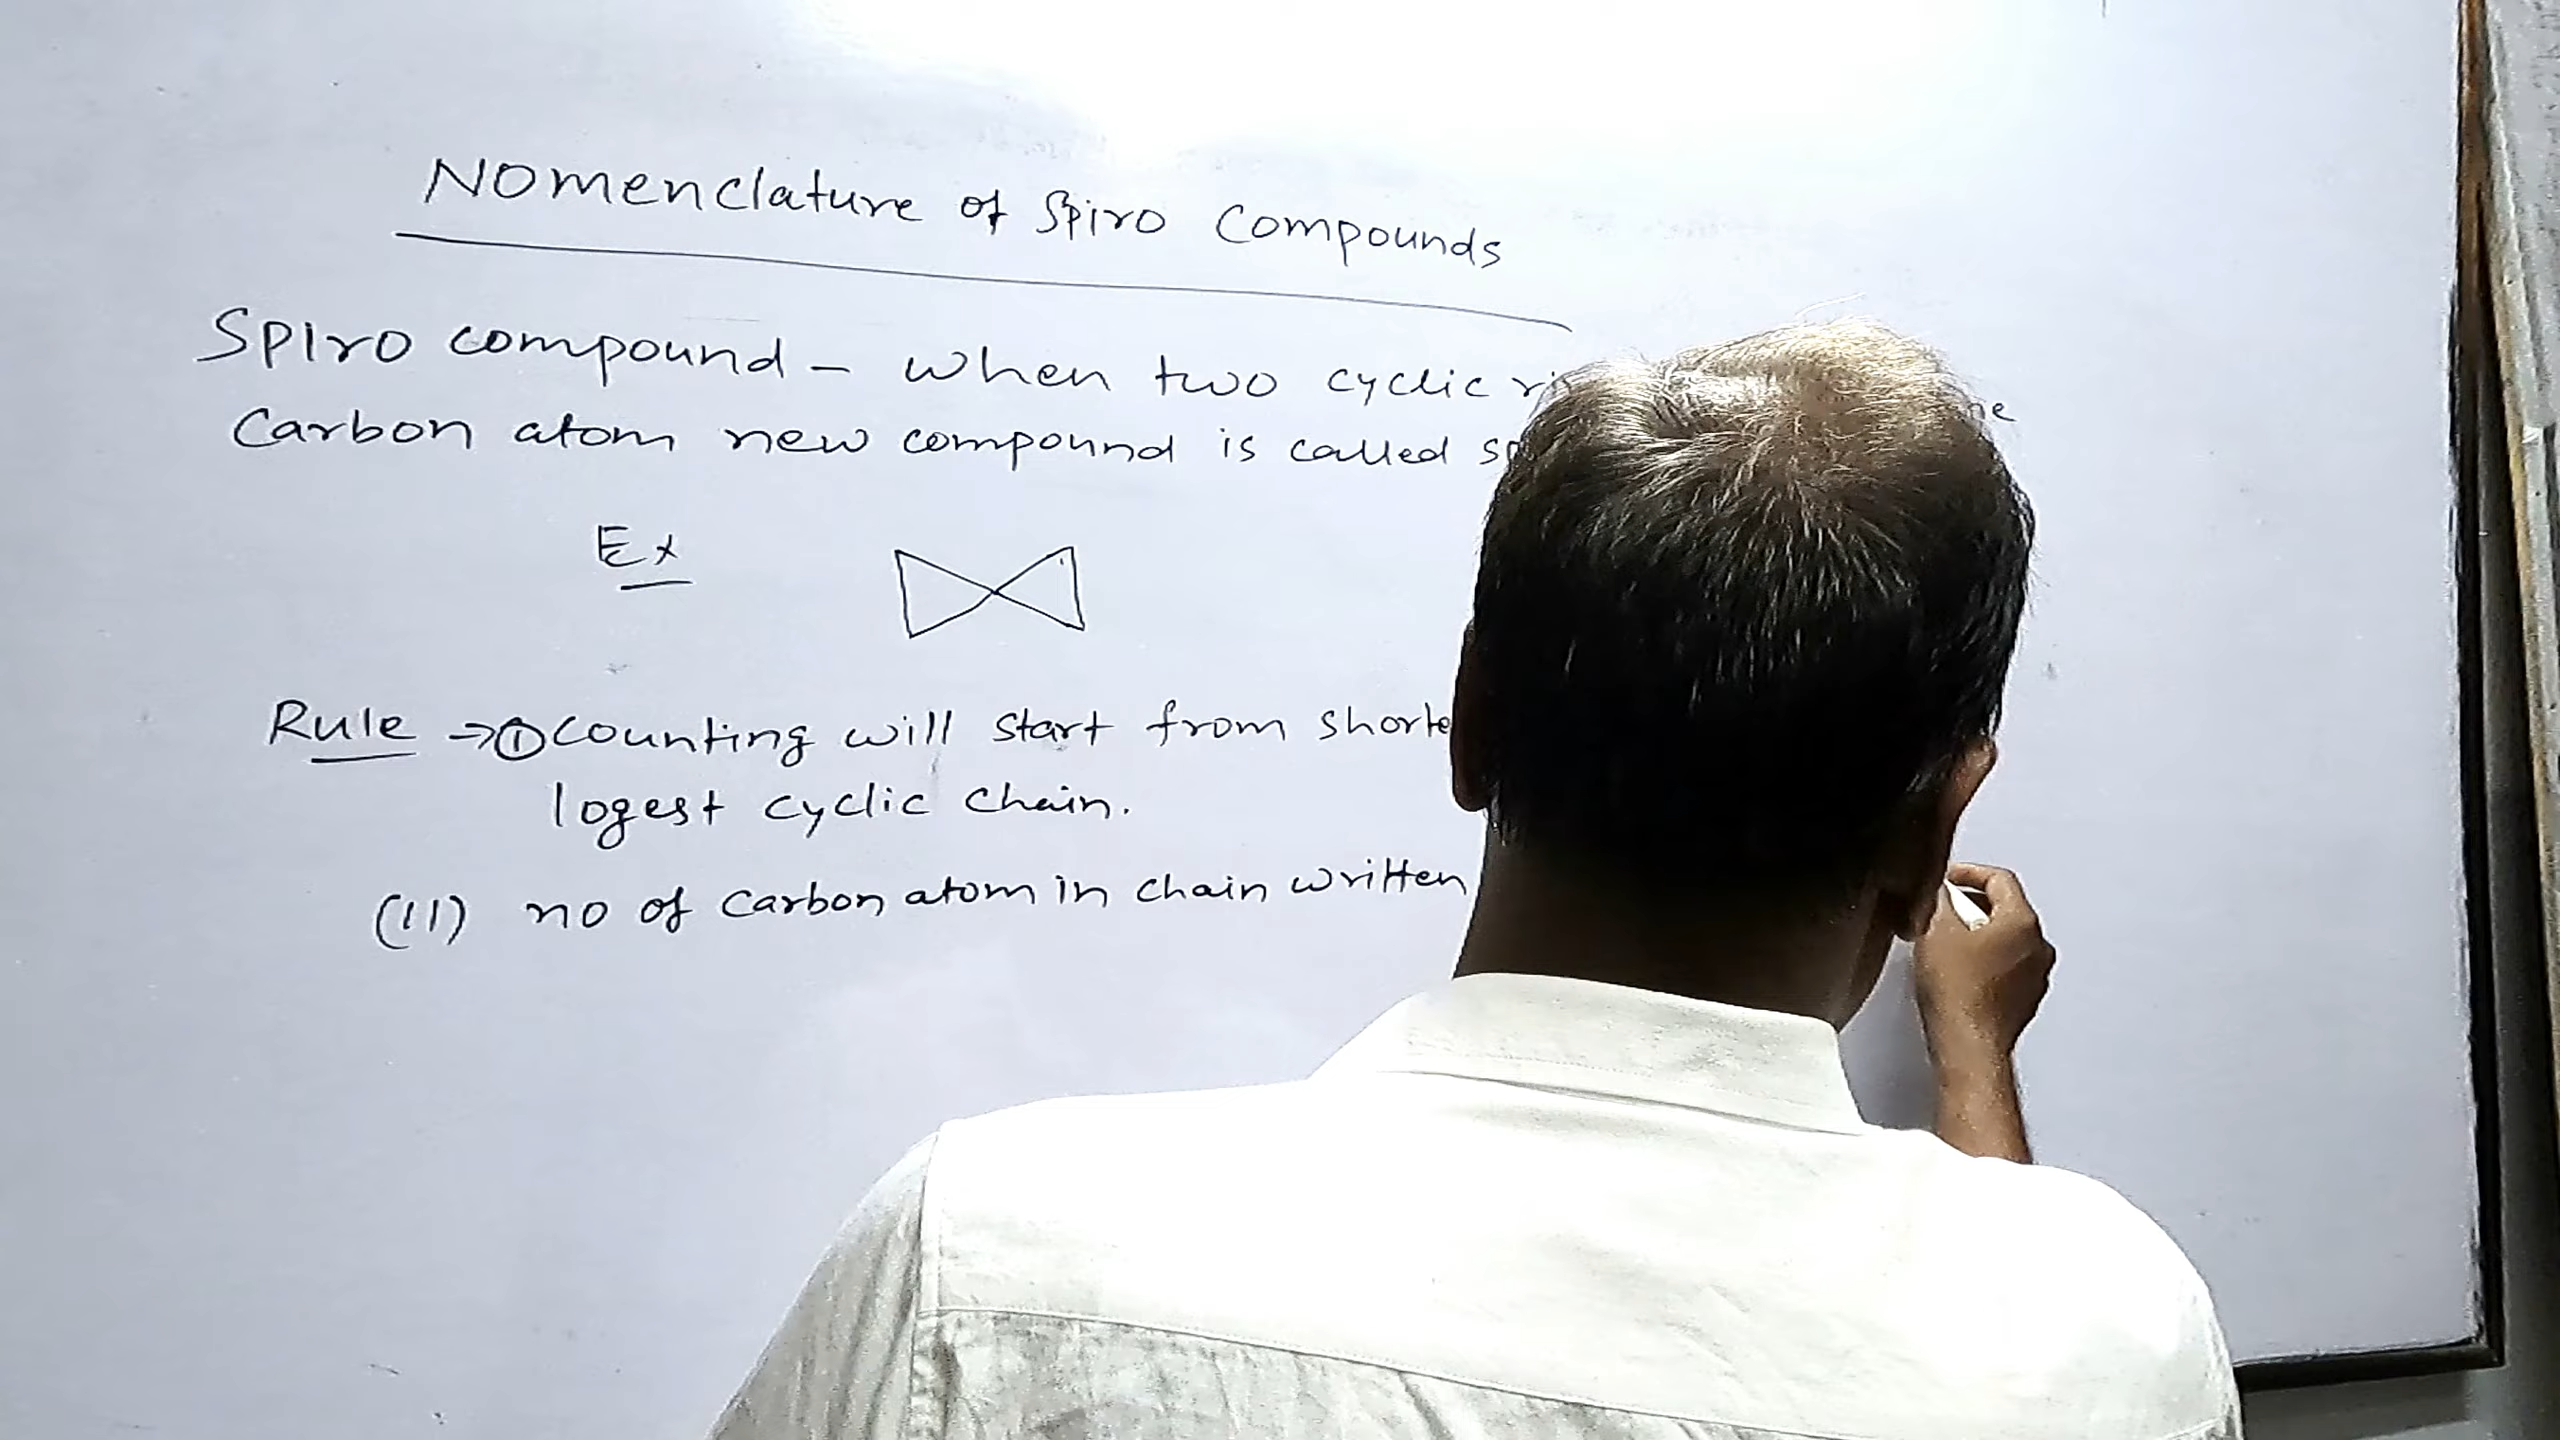 Nomenclature of Spiro Compounds
Spiro compound - when two cyclic
Carbon atom new compound is called
Ex
Rule → ① Counting will start from
logest cyclic chain.
(II) no of Carbon atom in chain written